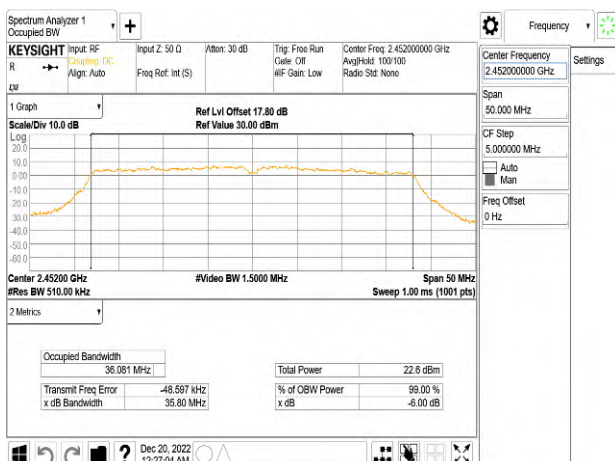 Spectrum Analyzer 1
Occupied BW
Frequency
KEYSIGHT
Input: RF
Coupling: DC
Align: Auto
Input Z: 50 Ω
Freq Ref: Int (S)
Atten: 30 dB
Trig: Free Run
Gate: Off
#IF Gain: Low
Center Freq: 2.452000000 GHz
Avg|Hold: 100/100
Radio Std: None
R
Center Frequency
2.452000000 GHz
Settings
Span
50.000 MHz
CF Step
5.000000 MHz
Auto
Man
Freq Offset
0 Hz
1 Graph
Scale/Div 10.0 dB
Ref Lvl Offset 17.80 dB
Ref Value 30.00 dBm
Log
20.0
10.0
0.00
-10.0
-20.0
-30.0
-40.0
-50.0
-60.0
Center 2.45200 GHz
#Res BW 510.00 kHz
#Video BW 1.5000 MHz
Span 50 MHz
Sweep 1.00 ms (1001 pts)
2 Metrics
Occupied Bandwidth
36.081 MHz
Transmit Freq Error -48.597 kHz
x dB Bandwidth 35.80 MHz
Total Power 22.6 dBm
% of OBW Power 99.00 %
x dB -6.00 dB
?
Dec 20, 2022
12:27:04 AM